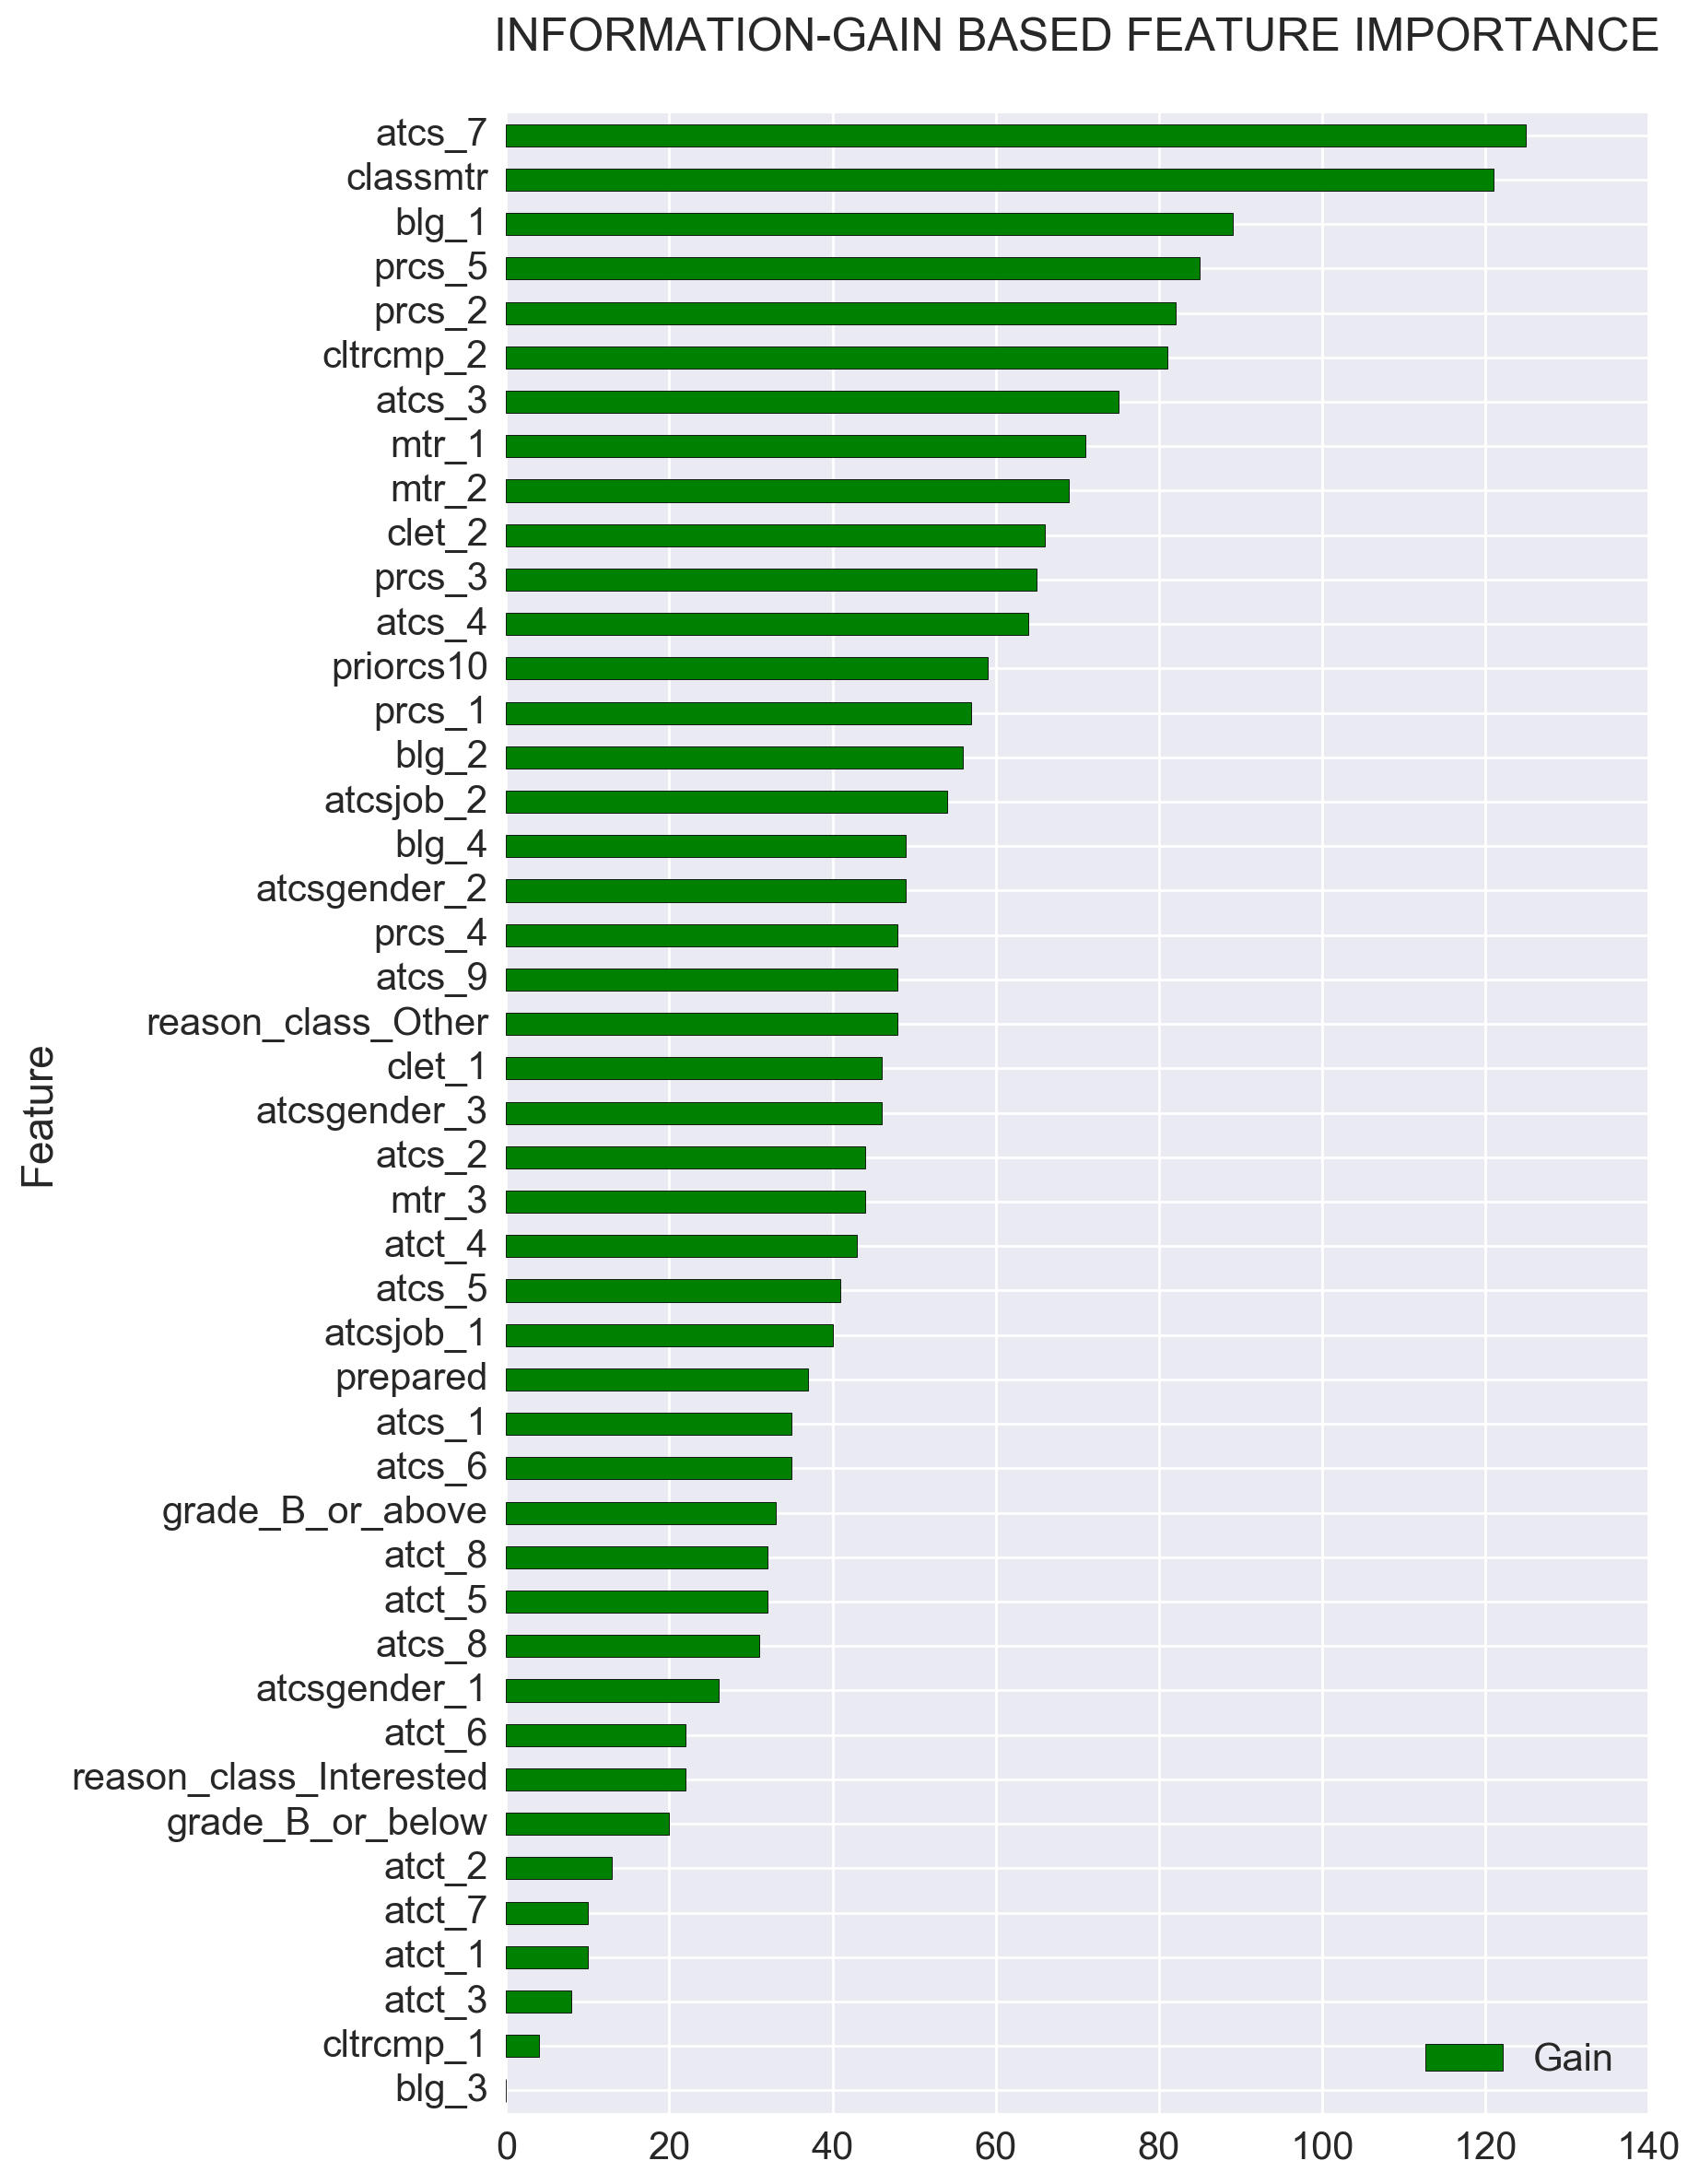 INFORMATION-GAIN BASED FEATURE IMPORTANCE
atcs_7
classmtr
blg_1
prcs_5
prcs_2
cltrcmp_2
atcs_3
mtr_1
mtr_2
clet_2
prcs_3
atcs_4
priorcs10
prcs_1
blg_2
atcsjob_2
blg_4
atcsgender_2
prcs_4
atcs_9
reason_class_Other
clet_1
atcsgender_3
atcs_2
mtr_3
atct_4
atcs_5
atcsjob_1
prepared
atcs_1
atcs_6
grade_B_or_above
atct_8
atct_5
atcs_8
atcsgender_1
atct_6
reason_class_Interested
grade_B_or_below
atct_2
atct_7
atct_1
atct_3
cltrcmp_1
blg_3
Feature
Gain
0 20 40 60 80 100 120 140